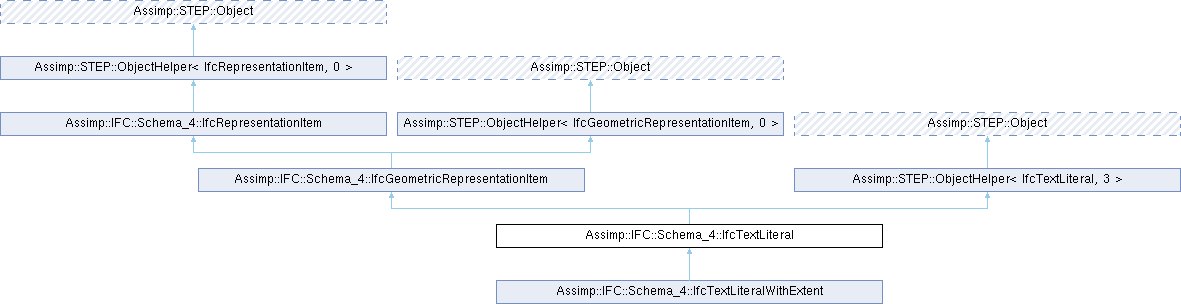 Assimp::STEP::Object
Assimp::STEP::ObjectHelper< IfcRepresentationItem, 0 >
Assimp::STEP::Object
Assimp::IFC::Schema_4::IfcRepresentationItem
Assimp::STEP::ObjectHelper< IfcGeometricRepresentationItem, 0 >
Assimp::STEP::Object
Assimp::IFC::Schema_4::IfcGeometricRepresentationItem
Assimp::STEP::ObjectHelper< IfcTextLiteral, 3 >
Assimp::IFC::Schema_4::IfcTextLiteral
Assimp::IFC::Schema_4::IfcTextLiteralWithExtent